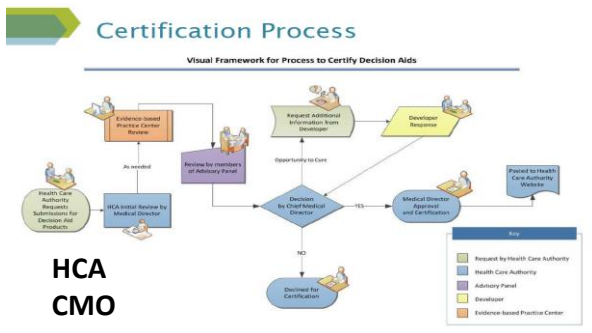 Certification Process
Visual Framework for Process to Certify Decision Aids
Evidence-based
Practice Center
Review
Request Additional
Information from
Developer
Developer
Response
As needed
Review by members
of Advisory Panel
Opportunity to Cure
Health Care
Authority
Requests
Submissions for
Decision Aid
Products
HCA Initial Review by
Medical Director
Decision
by Chief Medical
Director
YES
Medical Director
Approval
and Certification
Posted to Health
Care Authority
Website
NO
Declined for
Certification
HCA
CMO
Key
Request by Health Care Authority
Health Care Authority
Advisory Panel
Developer
Evidence-based Practice Center